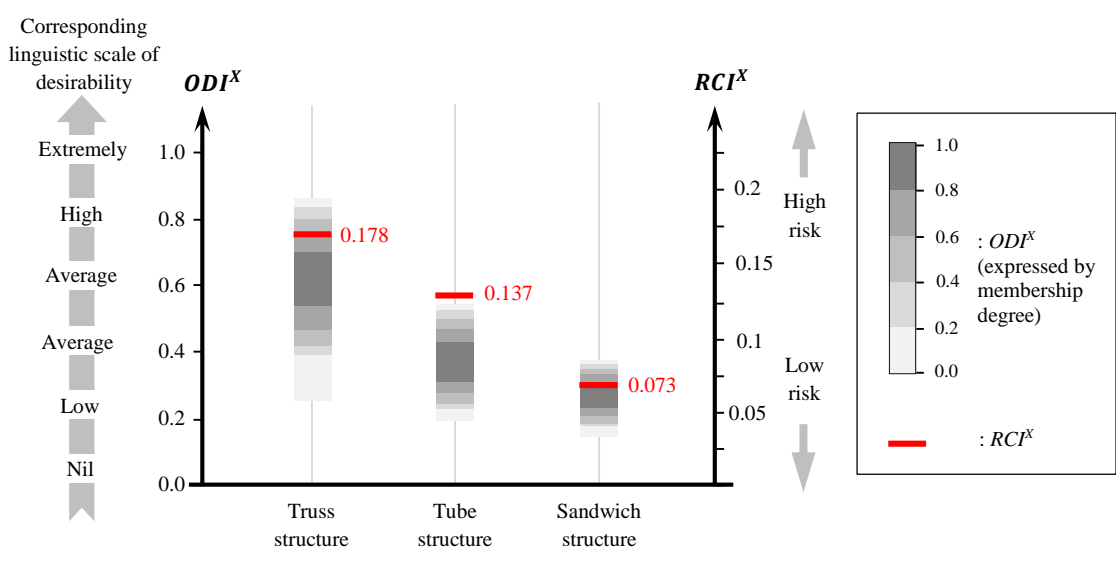 Corresponding
linguistic scale of
desirability
Extremely
High
Average
Average
Low
Nil
ODI^X
1.0
0.8
0.6
0.4
0.2
0.0
0.178
0.137
0.073
Truss
structure
Tube
structure
Sandwich
structure
RCI^X
0.2
0.15
0.1
0.05
High
risk
Low
risk
1.0
0.8
0.6
0.4
0.2
0.0
: ODI^X
(expressed by
membership
degree)
: RCI^X